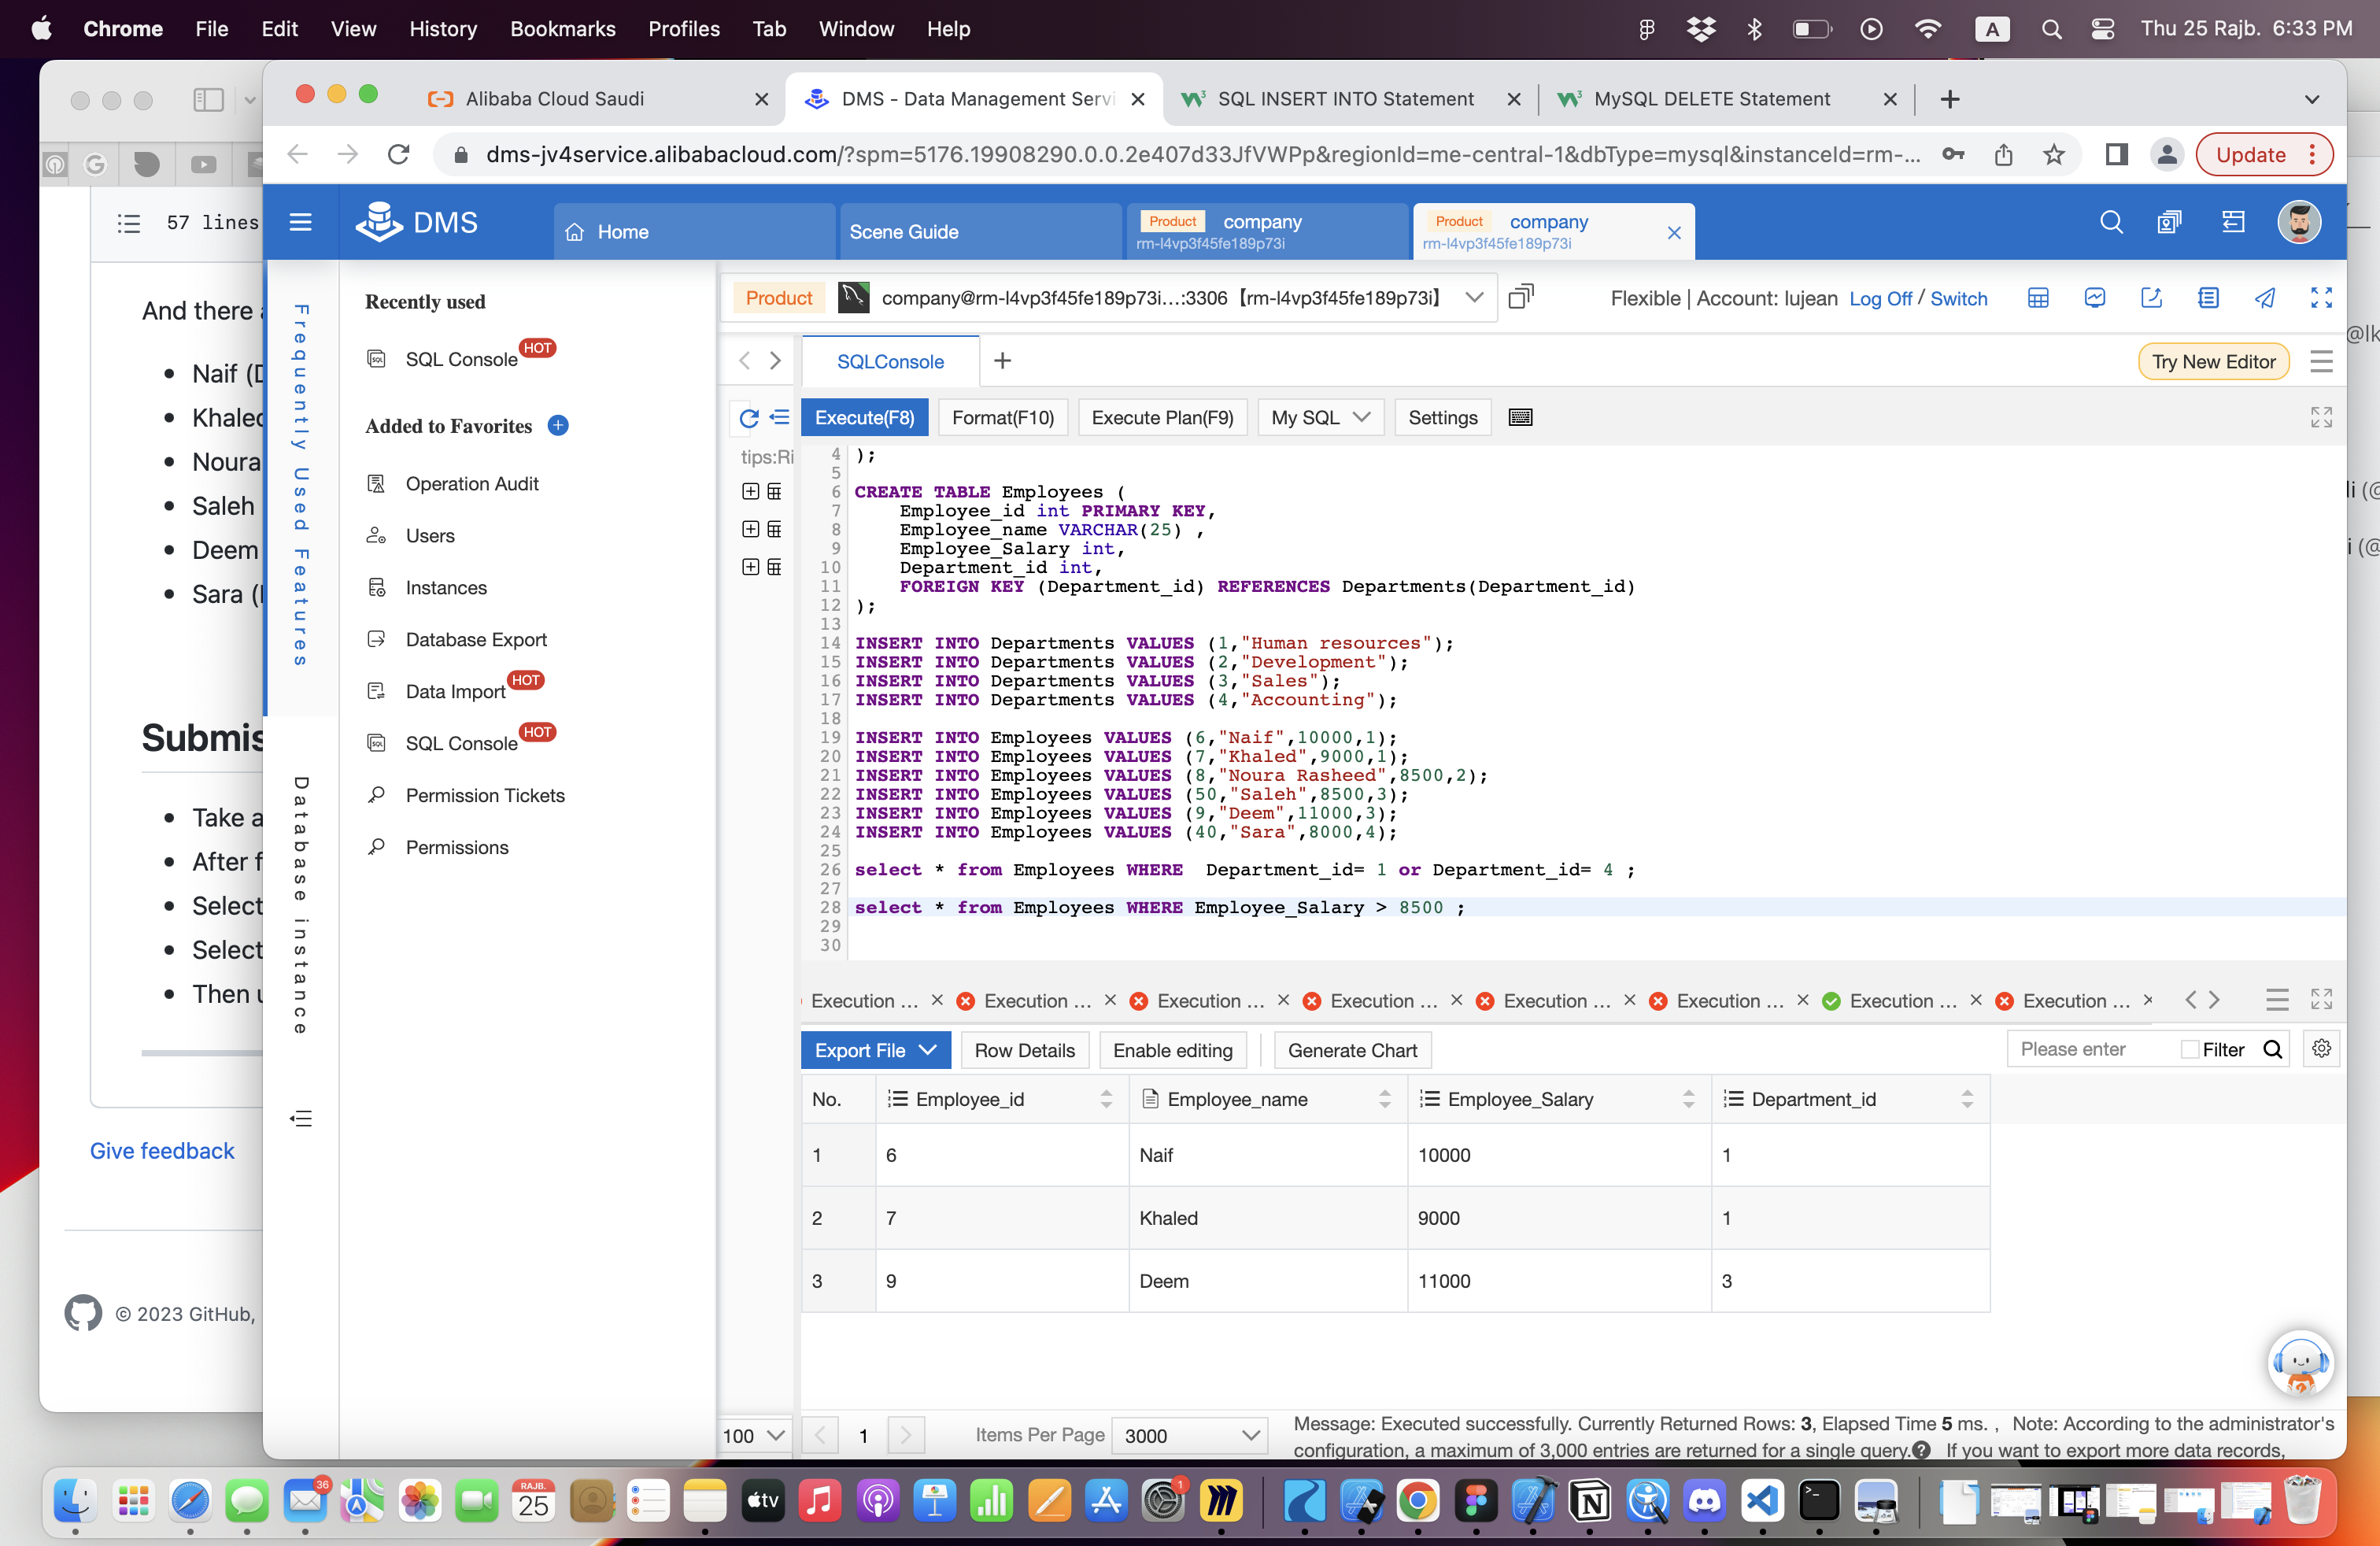 Chrome File Edit View History Bookmarks Profiles Tab Window Help
A Thu 25 Rajb. 6:33 PM
Alibaba Cloud Saudi
DMS - Data Management Servi
SQL INSERT INTO Statement
MySQL DELETE Statement
dms-jv4service.alibabacloud.com/?spm=5176.19908290.0.0.2e407d33JfVWPp&regionId=me-central-1&dbType=mysql&instanceId=rm-...
Update
57 lines
And there
Naif (D
Khaled
Noura
Saleh
Deem
Sara (
Submis
Take a
After f
Select
Select
Then u
Give feedback
© 2023 GitHub,
DMS
Home
Scene Guide
Product company
rm-l4vp3f45fe189p73i
Product company
rm-l4vp3f45fe189p73i
Frequently Used Features
Database instance
Recently used
SQL Console HOT
Added to Favorites
Operation Audit
Users
Instances
Database Export
Data Import HOT
SQL Console HOT
Permission Tickets
Permissions
Product company@rm-l4vp3f45fe189p73i...:3306【rm-l4vp3f45fe189p73i】
Flexible | Account: lujean Log Off / Switch
SQLConsole
Try New Editor
Execute(F8) Format(F10) Execute Plan(F9) My SQL Settings
tips:Ri
4 );
5
6 CREATE TABLE Employees (
7 Employee_id int PRIMARY KEY,
8 Employee_name VARCHAR(25) ,
9 Employee_Salary int,
10 Department_id int,
11 FOREIGN KEY (Department_id) REFERENCES Departments(Department_id)
12 );
13
14 INSERT INTO Departments VALUES (1,"Human resources");
15 INSERT INTO Departments VALUES (2,"Development");
16 INSERT INTO Departments VALUES (3,"Sales");
17 INSERT INTO Departments VALUES (4,"Accounting");
18
19 INSERT INTO Employees VALUES (6,"Naif",10000,1);
20 INSERT INTO Employees VALUES (7,"Khaled",9000,1);
21 INSERT INTO Employees VALUES (8,"Noura Rasheed",8500,2);
22 INSERT INTO Employees VALUES (50,"Saleh",8500,3);
23 INSERT INTO Employees VALUES (9,"Deem",11000,3);
24 INSERT INTO Employees VALUES (40,"Sara",8000,4);
25
26 select * from Employees WHERE  Department_id= 1 or Department_id= 4 ;
27
28 select * from Employees WHERE Employee_Salary > 8500 ;
29
30
Execution ... Execution ... Execution ... Execution ... Execution ... Execution ... Execution ... Execution ...
Export File Row Details Enable editing Generate Chart
Please enter Filter
No. Employee_id Employee_name Employee_Salary Department_id
1 6 Naif 10000 1
2 7 Khaled 9000 1
3 9 Deem 11000 3
100
1
Items Per Page 3000
Message: Executed successfully. Currently Returned Rows: 3, Elapsed Time 5 ms. , Note: According to the administrator's
configuration, a maximum of 3,000 entries are returned for a single query. If you want to export more data records,
@lk
li (@
i (@
36
RAJB.
25
tv
1